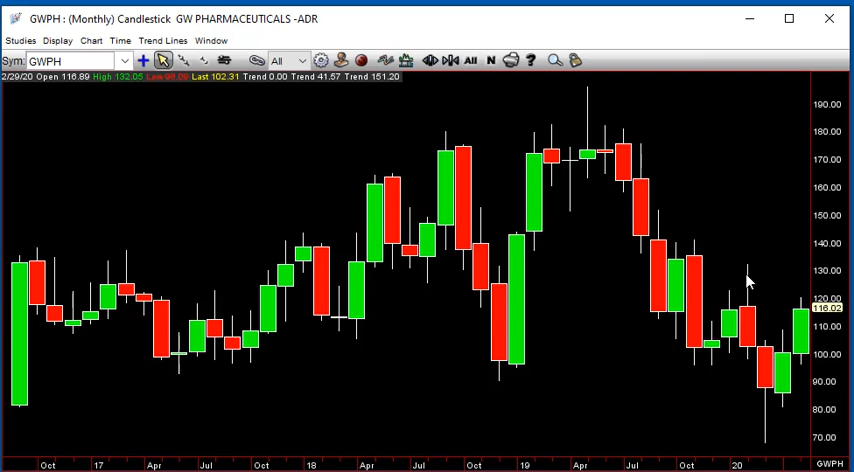 GWPH : (Monthly) Candlestick GW PHARMACEUTICALS -ADR
Studies Display Chart Time Trend Lines Window
Sym: GWPH All All N ?
2/29/20 Open 116.89 High 132.05 Low 98.09 Last 102.31 Trend 0.00 Trend 41.57 Trend 151.20
190.00
180.00
170.00
160.00
150.00
140.00
130.00
120.00
116.02
110.00
100.00
90.00
80.00
70.00
Oct 17 Apr Jul Oct 18 Apr Jul Oct 19 Apr Jul Oct 20 GWPH